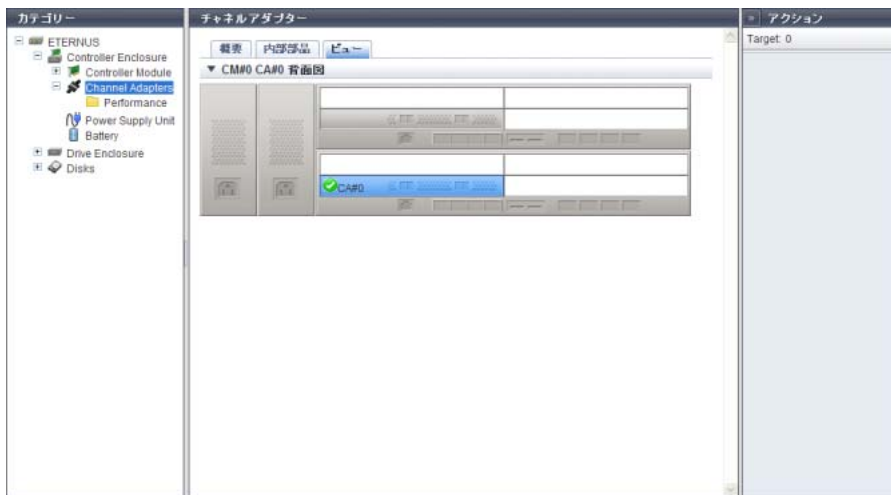 カテゴリー
ETERNUS
Controller Enclosure
Controller Module
Channel Adapters
Performance
Power Supply Unit
Battery
Drive Enclosure
Disks
チャネルアダプター
概要 内部部品 ビュー
▼ CM#0 CA#0 背面図
CA#0
アクション
Target: 0